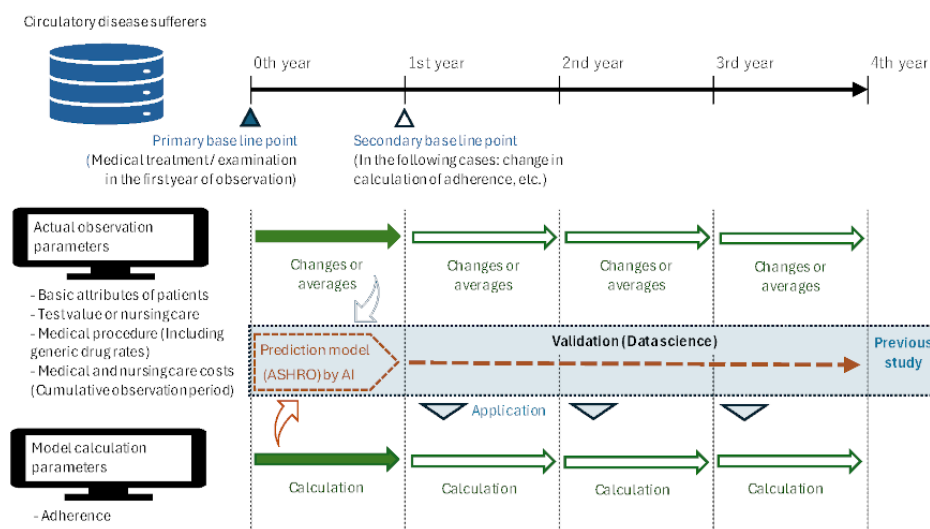 Circulatory disease sufferers
0th year
1st year
2nd year
3rd year
4th year
Primary base line point
(Medical treatment/ examination
in the first year of observation)
Secondary base line point
(In the following cases: change in
calculation of adherence, etc.)
Actual observation
parameters
- Basic attributes of patients
- Test value or nursing care
- Medical procedure (Including
generic drug rates)
- Medical and nursing care costs
(Cumulative observation period)
Changes or
averages
Changes or
averages
Changes or
averages
Changes or
averages
Prediction model
(ASHRO) by AI
Validation (Data science)
Previous
study
Application
Model calculation
parameters
- Adherence
Calculation
Calculation
Calculation
Calculation